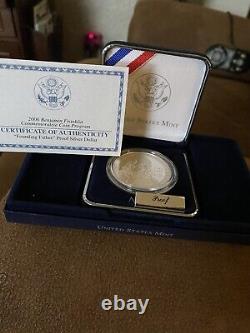 2006 Benjamin Franklin
Commemorative Coin Program
CERTIFICATE OF AUTHENTICITY
"Founding Father" Proof Silver Dollar
UNITED STATES MINT
Proof
UNITED STATES MINT